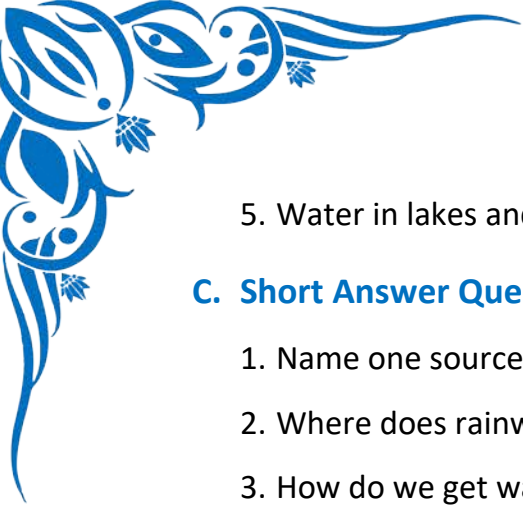 5. Water in lakes and
C. Short Answer Que
1. Name one source
2. Where does rainw
3. How do we get wa